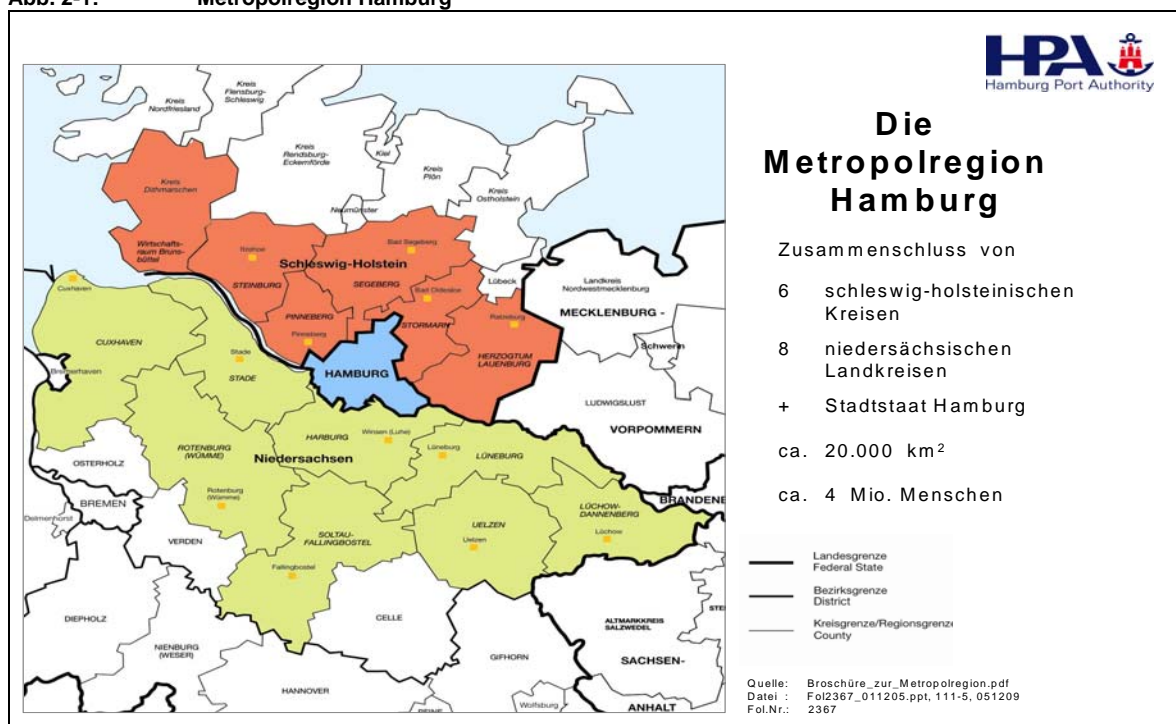 Abb. 2-1: Metropolregion Hamburg
HPA
Hamburg Port Authority
Die
Metropolregion
Hamburg
Zusammenschluss von
6 schleswig-holsteinischen
Kreisen
8 niedersächsischen
Landkreisen
+ Stadtstaat Hamburg
ca. 20.000 km²
ca. 4 Mio. Menschen
Landesgrenze
Federal State
Bezirksgrenze
District
Kreisgrenze/Regionsgrenze
County
Quelle: Broschüre_zur_Metropolregion.pdf
Datei : Fol2367_011205.ppt, 111-5, 051209
Fol.Nr.: 2367
Kreis
Nordfriesland
Kreis
Flensburg-
Schleswig
Kreis
Rendsburg-
Eckernförde
Kiel
Kreis
Plön
Kreis
Ostholstein
Neumünster
Kreis
Dithmarschen
Wirtschafts-
raum Bruns-
büttel
Itzehoe
Bad Segeberg
Schleswig-Holstein
STEINBURG
SEGEBERG
Lübeck
Bad Oldesloe
PINNEBERG
Pinneberg
STORMARN
Ratzeburg
HERZOGTUM
LAUENBURG
Landkreis
Nordwestmecklenburg
MECKLENBURG -
Schwerin
LUDWIGSLUST
VORPOMMERN
Cuxhaven
CUXHAVEN
Bremerhaven
Stade
STADE
HAMBURG
HARBURG
Winsen (Luhe)
ROTENBURG
(WÜMME)
Niedersachsen
Lüneburg
LÜNEBURG
OSTERHOLZ
BREMEN
Delmenhorst
Rotenburg
(Wümme)
VERDEN
SOLTAU-
FALLINGBOSTEL
Fallingbostel
UELZEN
Uelzen
LÜCHOW-
DANNENBERG
Lüchow
BRANDENB
DIEPHOLZ
NIENBURG
(WESER)
CELLE
GIFHORN
HANNOVER
Wolfsburg
ALTMARKKREIS
SALZWEDEL
SACHSEN-
ANHALT